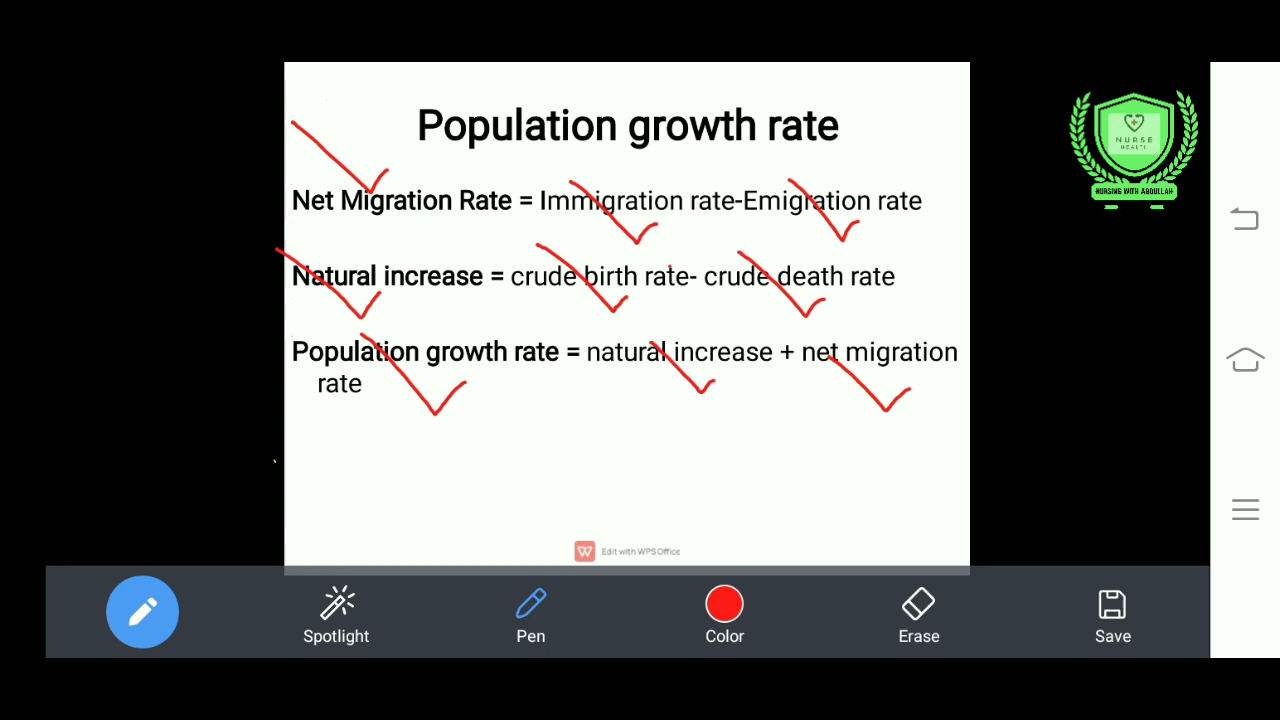 Population growth rate
NURSE
HEALTH
NURSING WITH ABDULLAH
Net Migration Rate = Immigration rate-Emigration rate
Natural increase = crude birth rate- crude death rate
Population growth rate = natural increase + net migration
rate
Edit with WPS Office
Spotlight
Pen
Color
Erase
Save